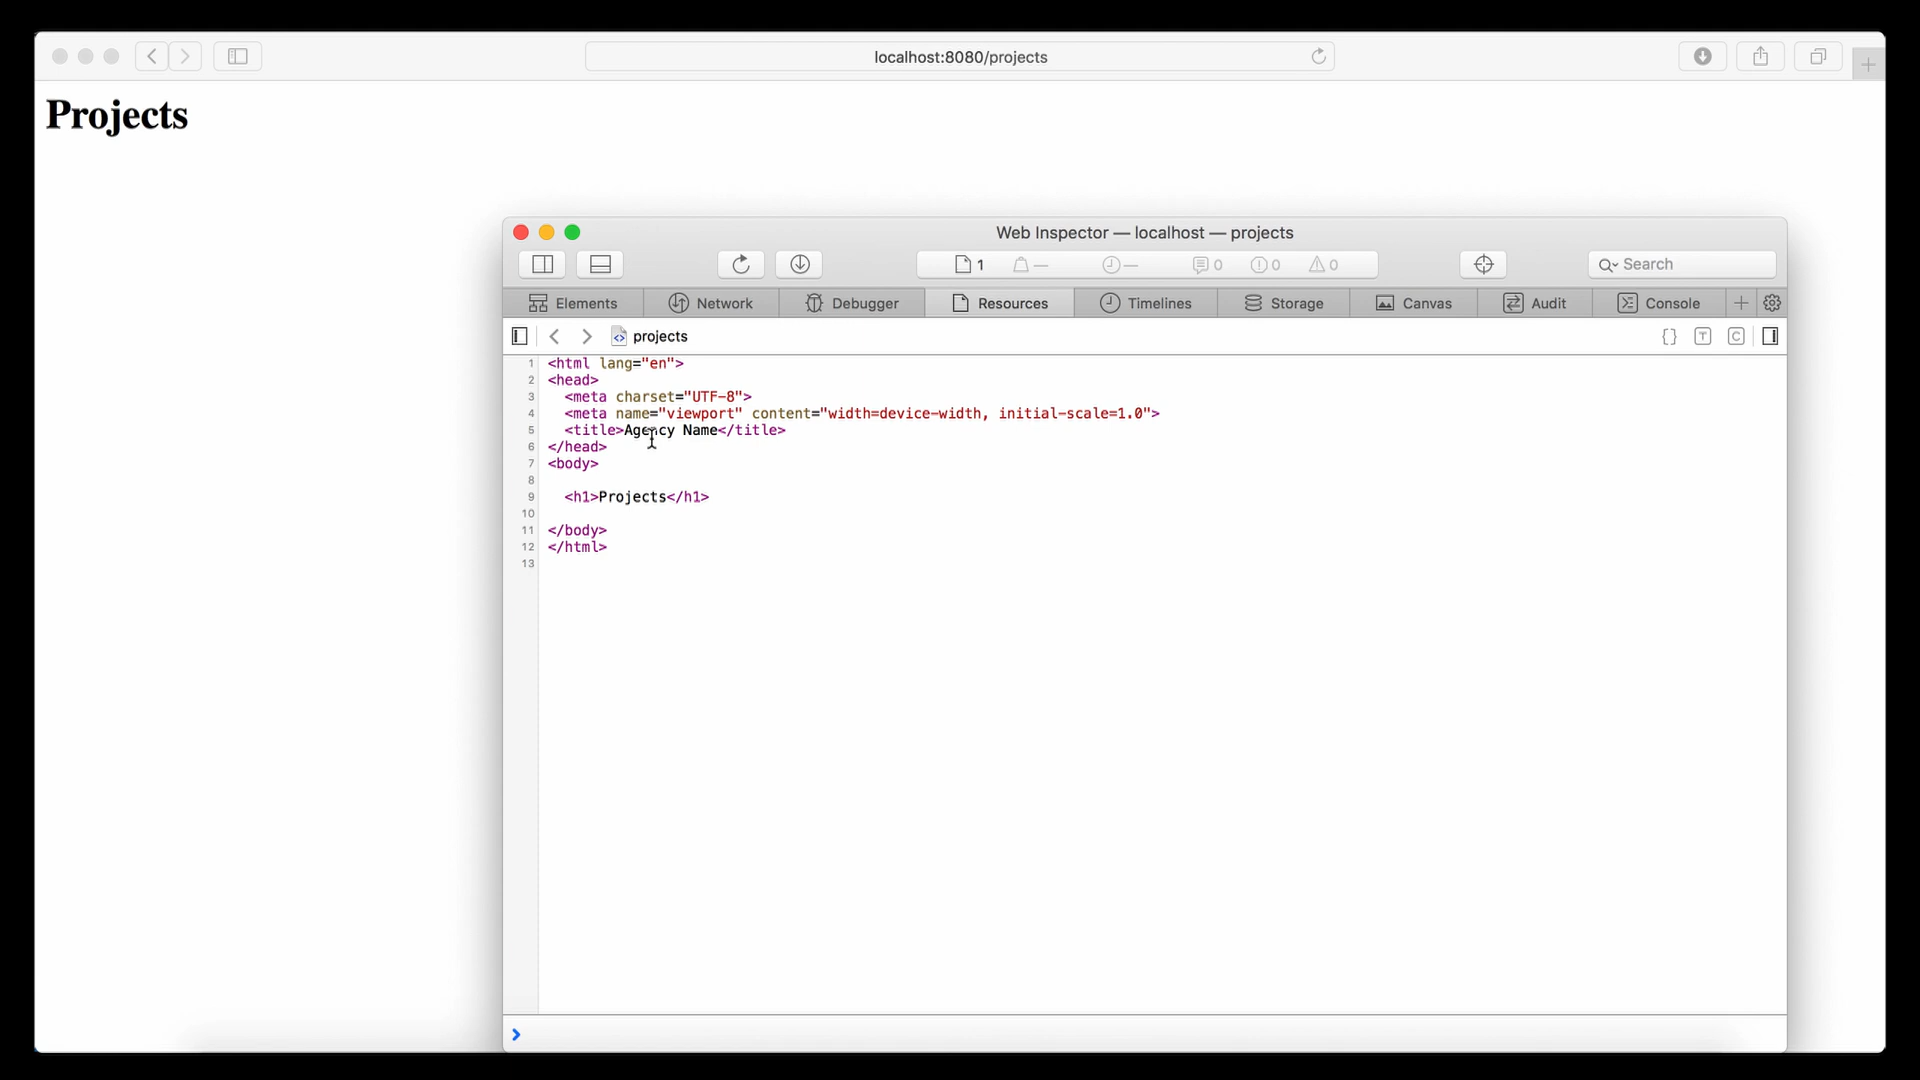 localhost:8080/projects
Projects
Web Inspector — localhost — projects
1 — — 0 0 0 Search
Elements Network Debugger Resources Timelines Storage Canvas Audit Console
projects {} T C
1 <html lang="en">
2 <head>
3 <meta charset="UTF-8">
4 <meta name="viewport" content="width=device-width, initial-scale=1.0">
5 <title>Agency Name</title>
6 </head>
7 <body>
8
9 <h1>Projects</h1>
10
11 </body>
12 </html>
13